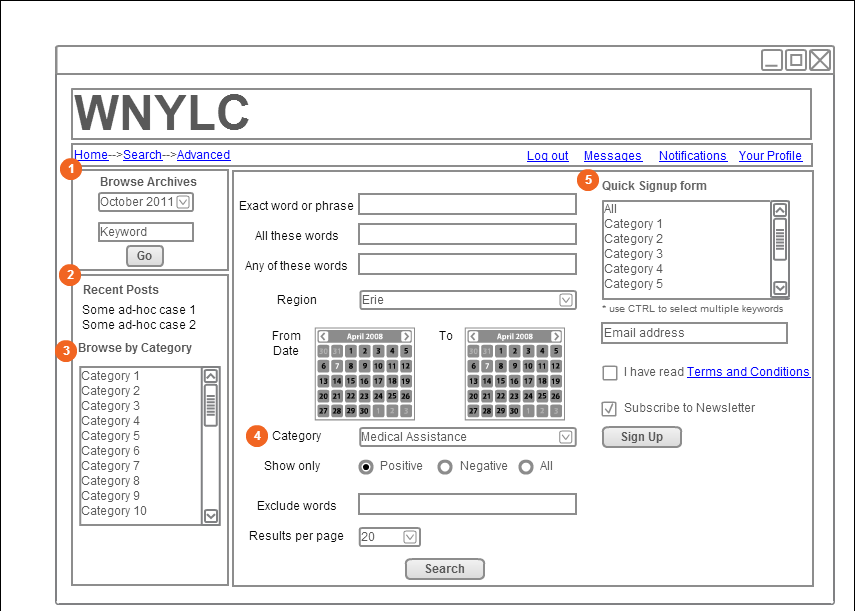 WNYLC
Home-->Search-->Advanced
Log out Messages Notifications Your Profile
1
Browse Archives
October 2011
Keyword
Go
2
Recent Posts
Some ad-hoc case 1
Some ad-hoc case 2
3
Browse by Category
Category 1
Category 2
Category 3
Category 4
Category 5
Category 6
Category 7
Category 8
Category 9
Category 10
Exact word or phrase
All these words
Any of these words
Region
Erie
From
Date
April 2008
30 31 1 2 3 4 5
6 7 8 9 10 11 12
13 14 15 16 17 18 19
20 21 22 23 24 25 26
27 28 29 30 1 2 3
To
April 2008
30 31 1 2 3 4 5
6 7 8 9 10 11 12
13 14 15 16 17 18 19
20 21 22 23 24 25 26
27 28 29 30 1 2 3
4
Category
Medical Assistance
Show only
Positive Negative All
Exclude words
Results per page
20
Search
5
Quick Signup form
All
Category 1
Category 2
Category 3
Category 4
Category 5
* use CTRL to select multiple keywords
Email address
I have read Terms and Conditions
Subscribe to Newsletter
Sign Up